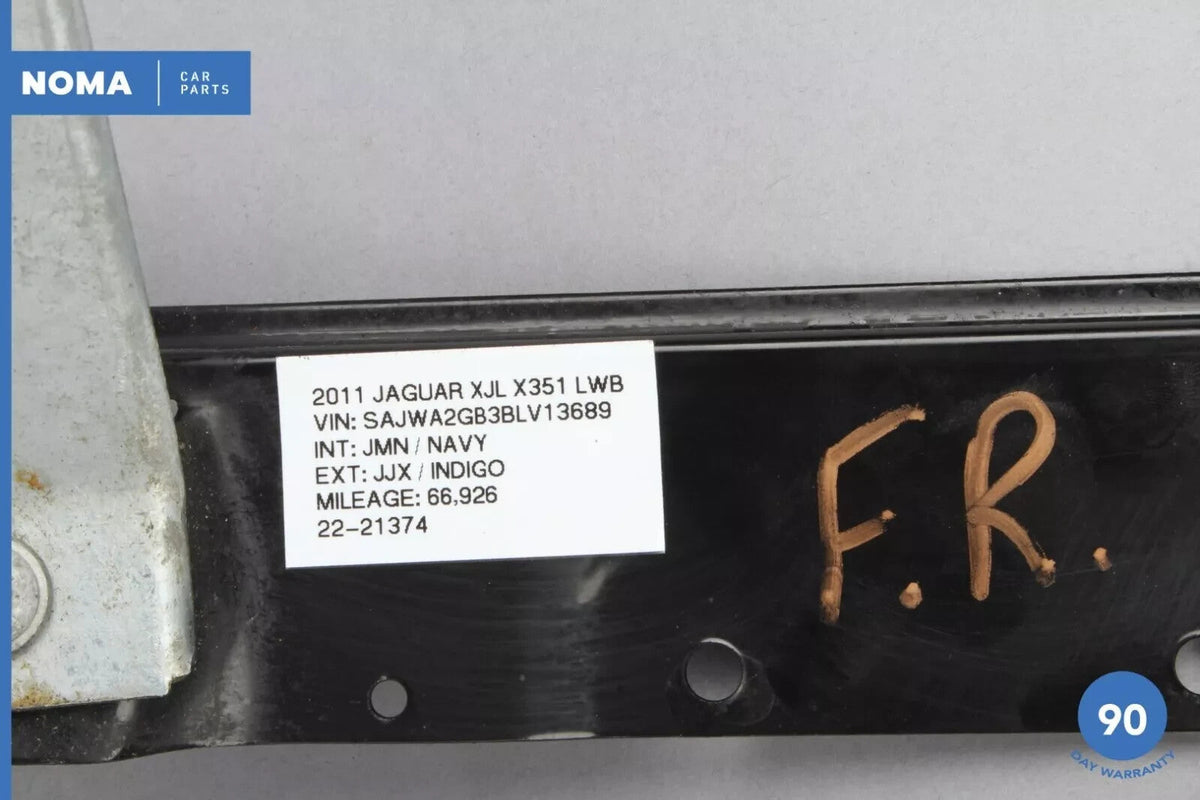 NOMA
CAR
PARTS
2011 JAGUAR XJL X351 LWB
VIN: SAJWA2GB3BLV13689
INT: JMN / NAVY
EXT: JJX / INDIGO
MILEAGE: 66,926
22-21374
F.R.
90
DAY WARRANTY